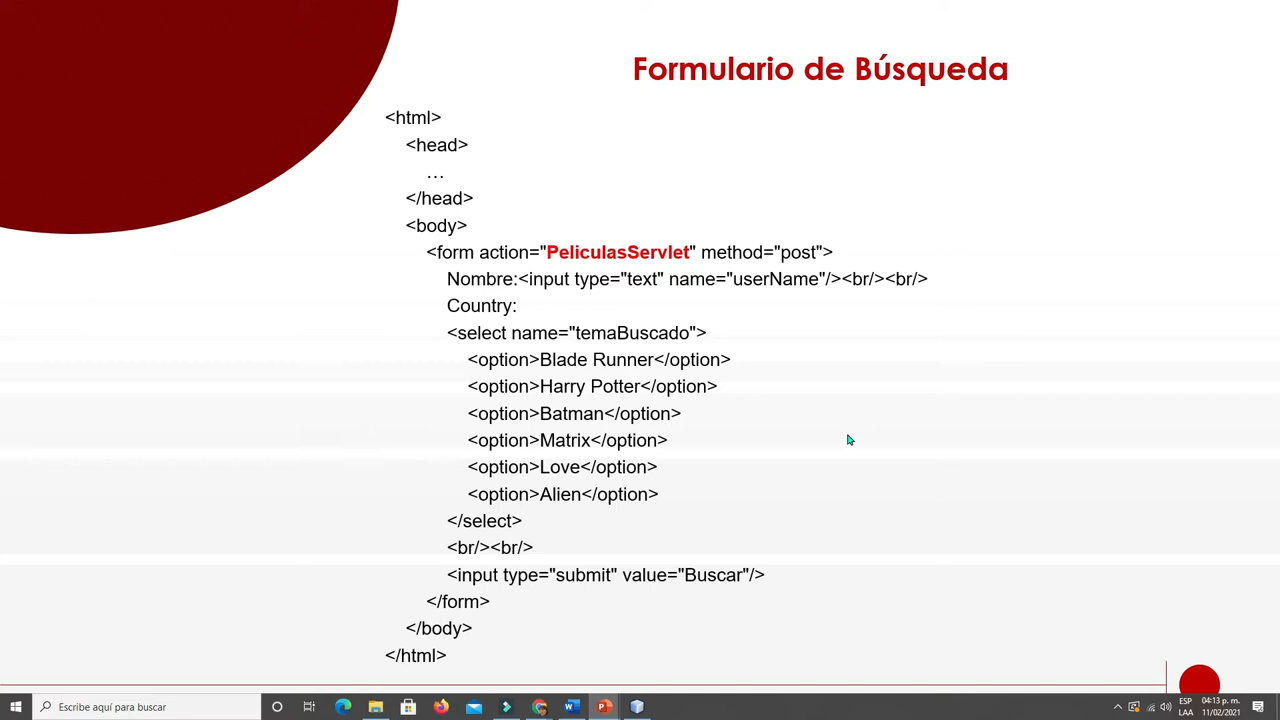 Formulario de Búsqueda
<html>
<head>
…
</head>
<body>
<form action="PeliculasServlet" method="post">
Nombre:<input type="text" name="userName"/><br/><br/>
Country:
<select name="temaBuscado">
<option>Blade Runner</option>
<option>Harry Potter</option>
<option>Batman</option>
<option>Matrix</option>
<option>Love</option>
<option>Alien</option>
</select>
<br/><br/>
<input type="submit" value="Buscar"/>
</form>
</body>
</html>
Escribe aquí para buscar
ESP
LAA
04:13 p. m.
11/02/2021